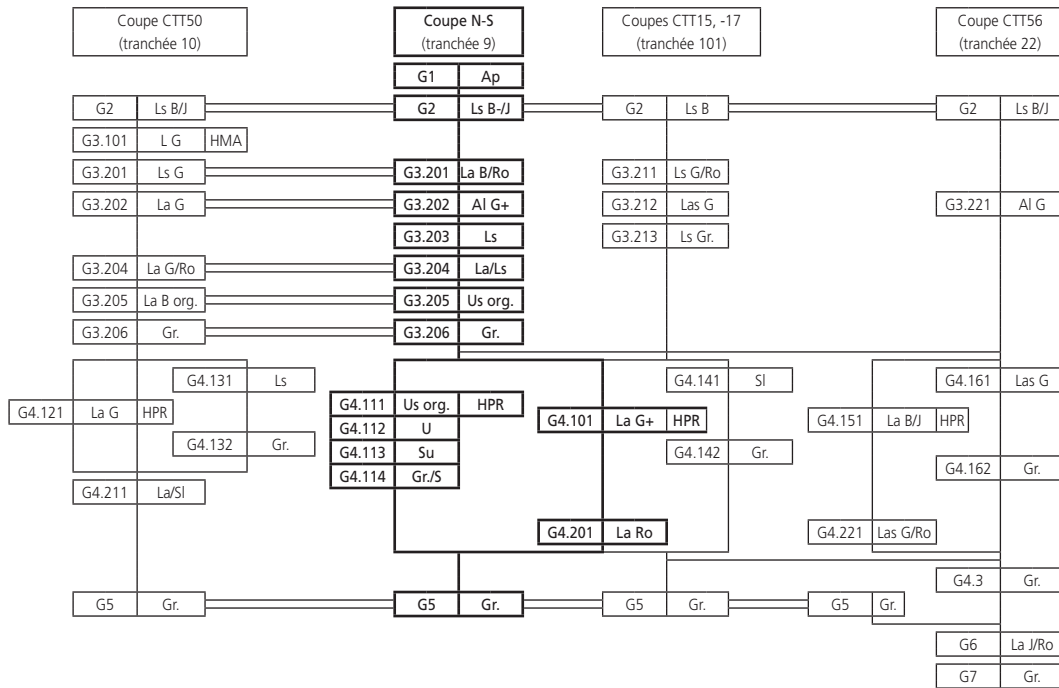 Coupe CTT50 Coupe N-S Coupes CTT15, -17 Coupe CTT56
(tranchée 10) (tranchée 9) (tranchée 101) (tranchée 22)
G1 Ap
G2 Ls B/J G2 Ls B-/J G2 Ls B G2 Ls B/J
G3.101 L G HMA
G3.201 Ls G G3.201 La B/Ro G3.211 Ls G/Ro
G3.202 La G G3.202 Al G+ G3.212 Las G G3.221 Al G
G3.203 Ls G3.213 Ls Gr.
G3.204 La G/Ro G3.204 La/Ls
G3.205 La B org. G3.205 Us org.
G3.206 Gr. G3.206 Gr.
G4.131 Ls G4.141 Sl G4.161 Las G
G4.111 Us org. HPR
G4.121 La G HPR G4.101 La G+ HPR G4.151 La B/J HPR
G4.112 U
G4.132 Gr. G4.113 Su G4.142 Gr.
G4.114 Gr./S G4.162 Gr.
G4.211 La/Sl
G4.201 La Ro G4.221 Las G/Ro
G4.3 Gr.
G5 Gr. G5 Gr. G5 Gr. G5 Gr.
G6 La J/Ro
G7 Gr.